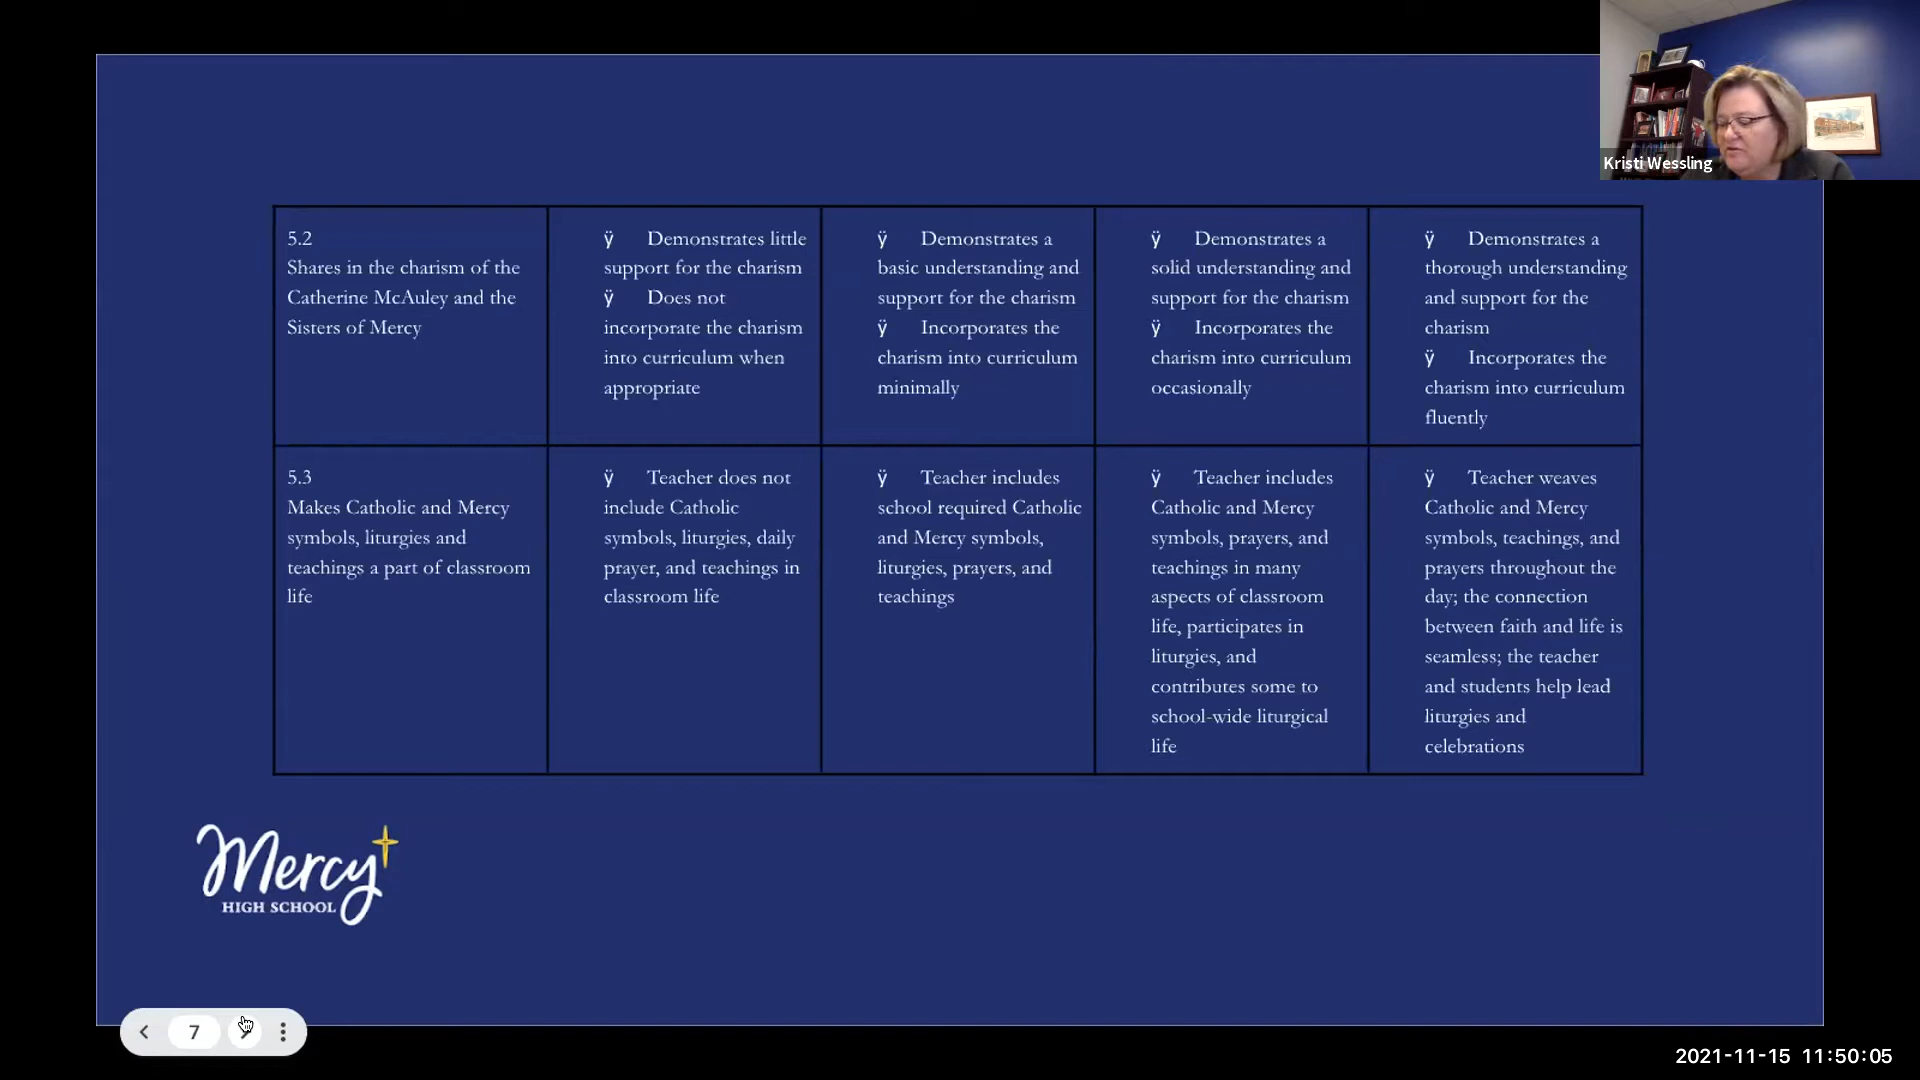 Kristi Wessling
5.2
Shares in the charism of the
Catherine McAuley and the
Sisters of Mercy
ÿ Demonstrates little
support for the charism
ÿ Does not
incorporate the charism
into curriculum when
appropriate
ÿ Demonstrates a
basic understanding and
support for the charism
ÿ Incorporates the
charism into curriculum
minimally
ÿ Demonstrates a
solid understanding and
support for the charism
ÿ Incorporates the
charism into curriculum
occasionally
ÿ Demonstrates a
thorough understanding
and support for the
charism
ÿ Incorporates the
charism into curriculum
fluently
5.3
Makes Catholic and Mercy
symbols, liturgies and
teachings a part of classroom
life
ÿ Teacher does not
include Catholic
symbols, liturgies, daily
prayer, and teachings in
classroom life
ÿ Teacher includes
school required Catholic
and Mercy symbols,
liturgies, prayers, and
teachings
ÿ Teacher includes
Catholic and Mercy
symbols, prayers, and
teachings in many
aspects of classroom
life, participates in
liturgies, and
contributes some to
school-wide liturgical
life
ÿ Teacher weaves
Catholic and Mercy
symbols, teachings, and
prayers throughout the
day; the connection
between faith and life is
seamless; the teacher
and students help lead
liturgies and
celebrations
Mercy
HIGH SCHOOL
7
2021-11-15 11:50:05